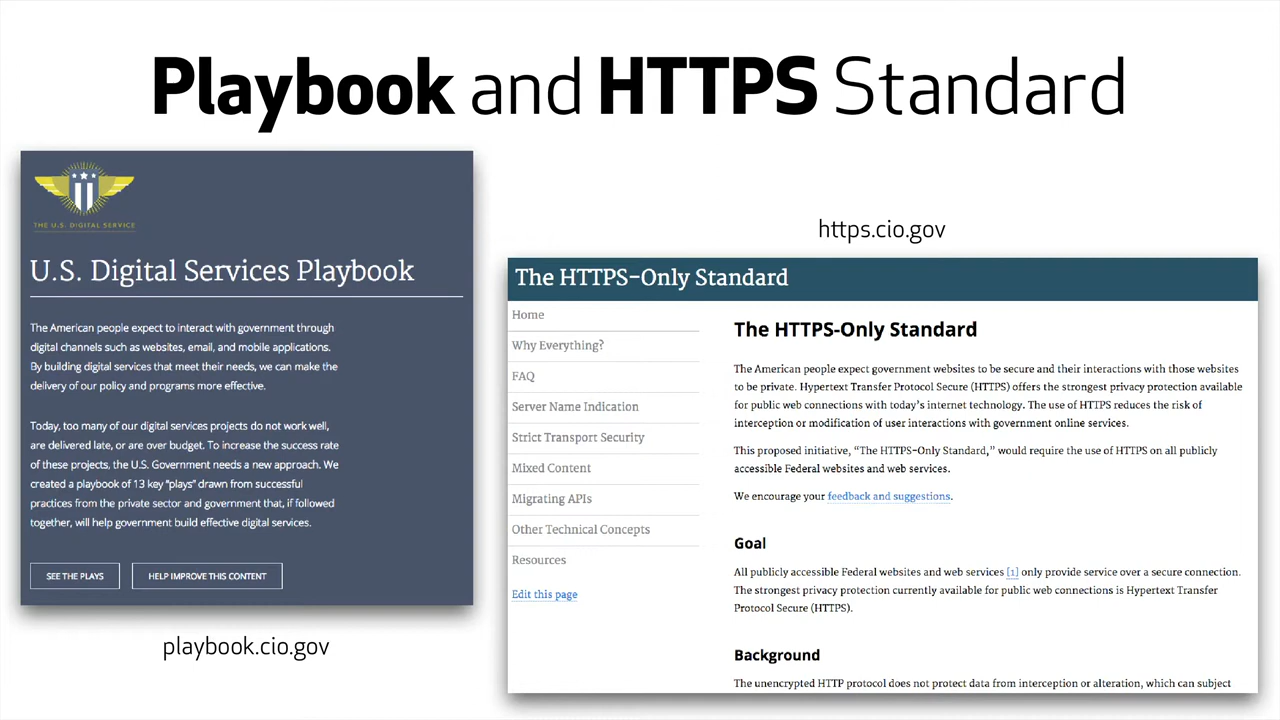 Playbook and HTTPS Standard
THE U.S. DIGITAL SERVICE
U.S. Digital Services Playbook
The American people expect to interact with government through
digital channels such as websites, email, and mobile applications.
By building digital services that meet their needs, we can make the
delivery of our policy and programs more effective.
Today, too many of our digital services projects do not work well,
are delivered late, or are over budget. To increase the success rate
of these projects, the U.S. Government needs a new approach. We
created a playbook of 13 key “plays” drawn from successful
practices from the private sector and government that, if followed
together, will help government build effective digital services.
SEE THE PLAYS
HELP IMPROVE THIS CONTENT
playbook.cio.gov
https.cio.gov
The HTTPS-Only Standard
Home
Why Everything?
FAQ
Server Name Indication
Strict Transport Security
Mixed Content
Migrating APIs
Other Technical Concepts
Resources
Edit this page
The HTTPS-Only Standard
The American people expect government websites to be secure and their interactions with those websites
to be private. Hypertext Transfer Protocol Secure (HTTPS) offers the strongest privacy protection available
for public web connections with today’s internet technology. The use of HTTPS reduces the risk of
interception or modification of user interactions with government online services.
This proposed initiative, “The HTTPS-Only Standard,” would require the use of HTTPS on all publicly
accessible Federal websites and web services.
We encourage your feedback and suggestions.
Goal
All publicly accessible Federal websites and web services [1] only provide service over a secure connection.
The strongest privacy protection currently available for public web connections is Hypertext Transfer
Protocol Secure (HTTPS).
Background
The unencrypted HTTP protocol does not protect data from interception or alteration, which can subject